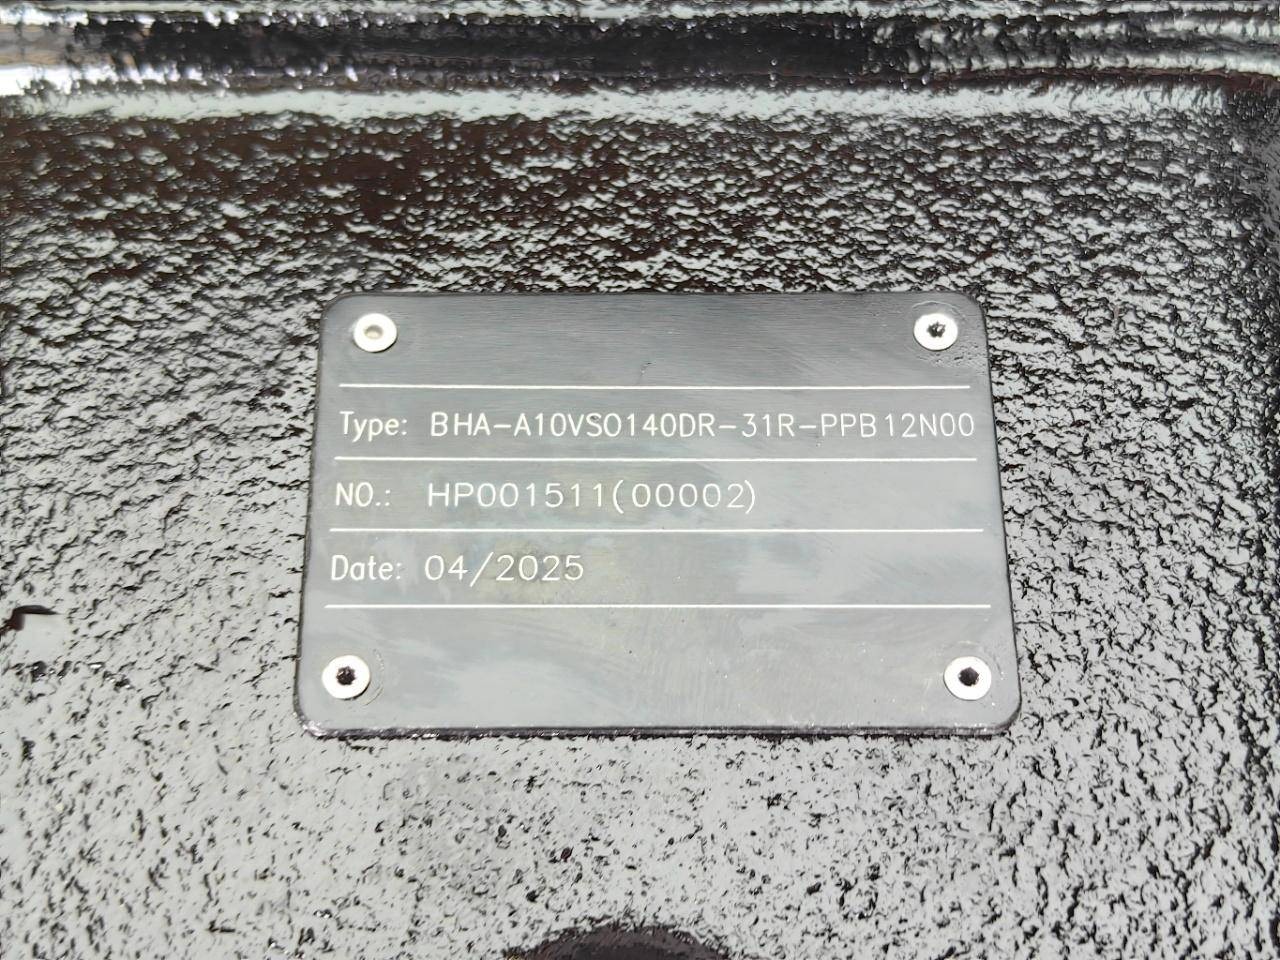 Type: BHA-A10VSO140DR-31R-PPB12N00
NO.: HP001511(00002)
Date: 04/2025